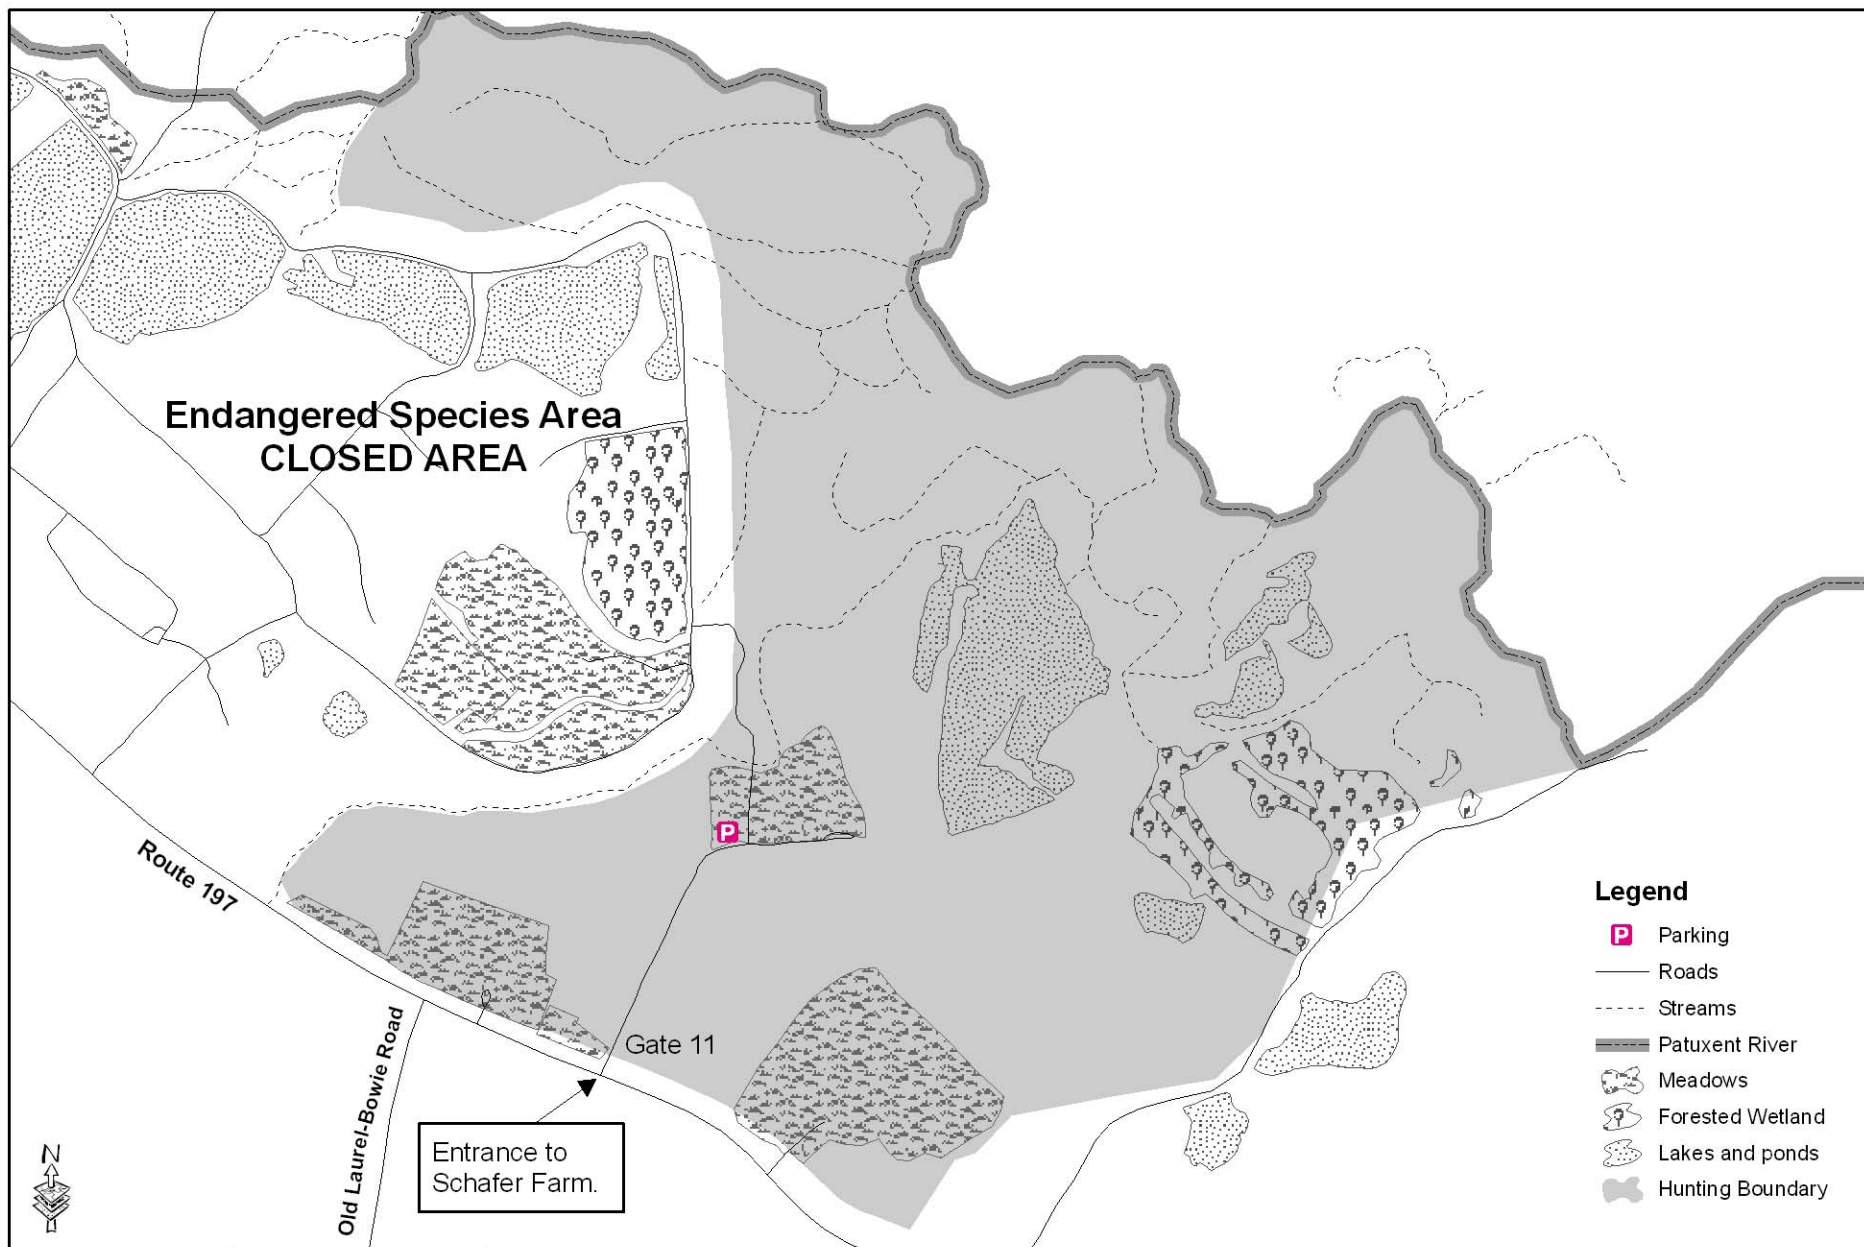 Endangered Species Area
CLOSED AREA
Route 197
Old Laurel-Bowie Road
P
Gate 11
Entrance to
Schafer Farm.
N
Legend
P Parking
Roads
Streams
Patuxent River
Meadows
Forested Wetland
Lakes and ponds
Hunting Boundary